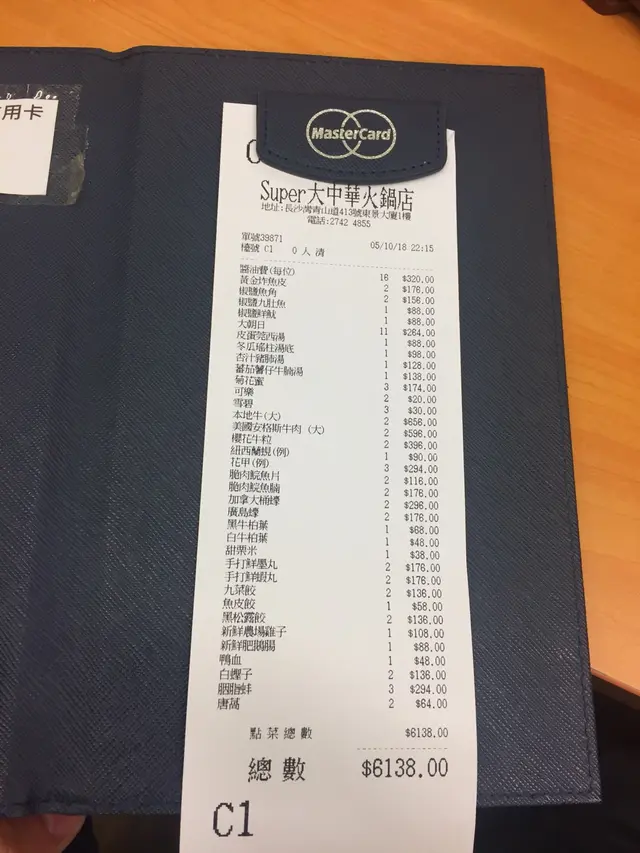 用卡
MasterCard
Super大中華火鍋店
地址:長沙灣青山道413號東景大廈1樓
電話:2742 4855
單號39871 05/10/18 22:15
檯號 C1 0 人 清
醬油費(每位) 16 $320.00
黃金炸魚皮 2 $176.00
椒鹽魚角 2 $156.00
椒鹽九肚魚 1 $88.00
椒鹽鮮魷 1 $88.00
大朝日 11 $264.00
皮蛋莞西湯 1 $88.00
冬瓜瑤柱湯底 1 $98.00
杏汁豬肺湯 1 $128.00
蕃茄薯仔牛腩湯 1 $138.00
菊花蜜 3 $174.00
可樂 2 $20.00
雪碧 3 $30.00
本地牛(大) 2 $656.00
美國安格斯牛肉 (大) 2 $596.00
櫻花牛粒 2 $396.00
紐西蘭蜆(例) 1 $90.00
花甲(例) 3 $294.00
脆肉鯇魚片 2 $116.00
脆肉鯇魚腩 2 $176.00
加拿大桶蠔 2 $296.00
廣島蠔 2 $176.00
黑牛柏葉 1 $68.00
白牛柏葉 1 $48.00
甜粟米 1 $38.00
手打鮮墨丸 2 $176.00
手打鮮蝦丸 2 $176.00
九菜餃 2 $136.00
魚皮餃 1 $58.00
黑松露餃 2 $136.00
新鮮農場雞子 1 $108.00
新鮮肥鵝腸 1 $88.00
鴨血 1 $48.00
白蟶子 2 $136.00
胭脂蚌 3 $294.00
唐萵 2 $64.00
點菜總數 $6138.00
總數 $6138.00
C1